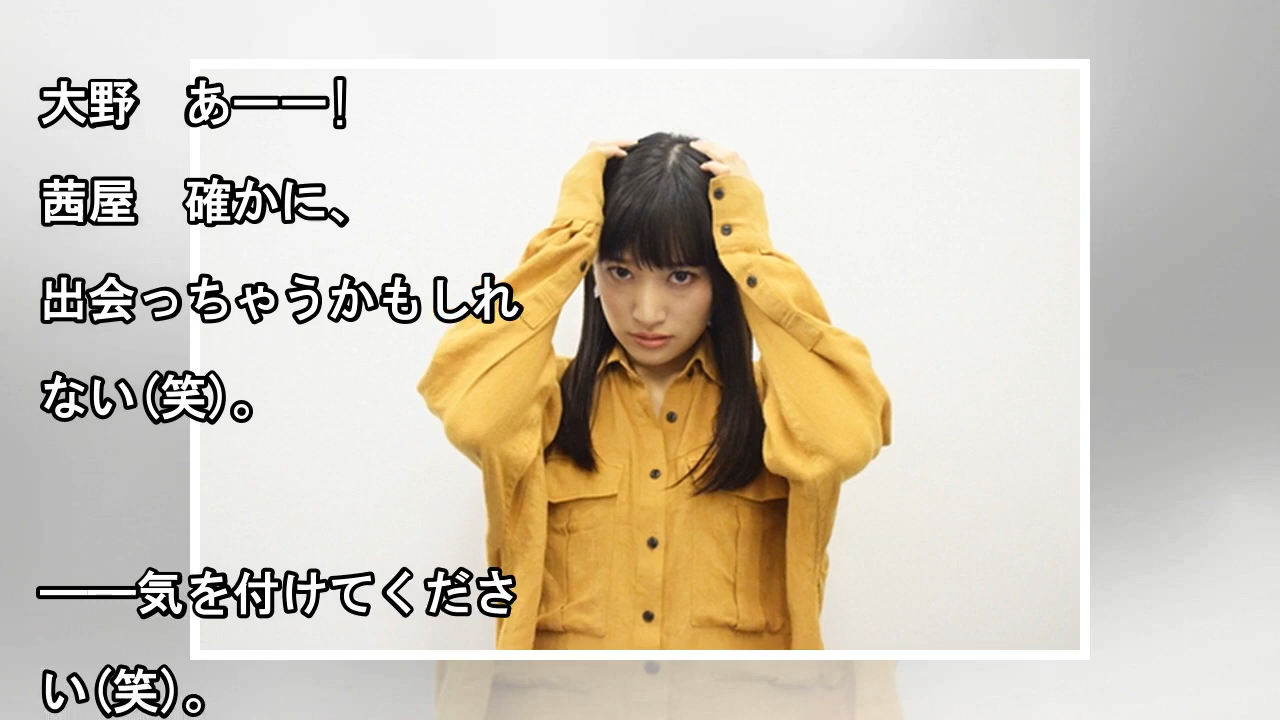 大野　あーー！
茜屋　確かに、
出会っちゃうかもしれ
ない（笑）。
――気を付けてくださ
い（笑）。